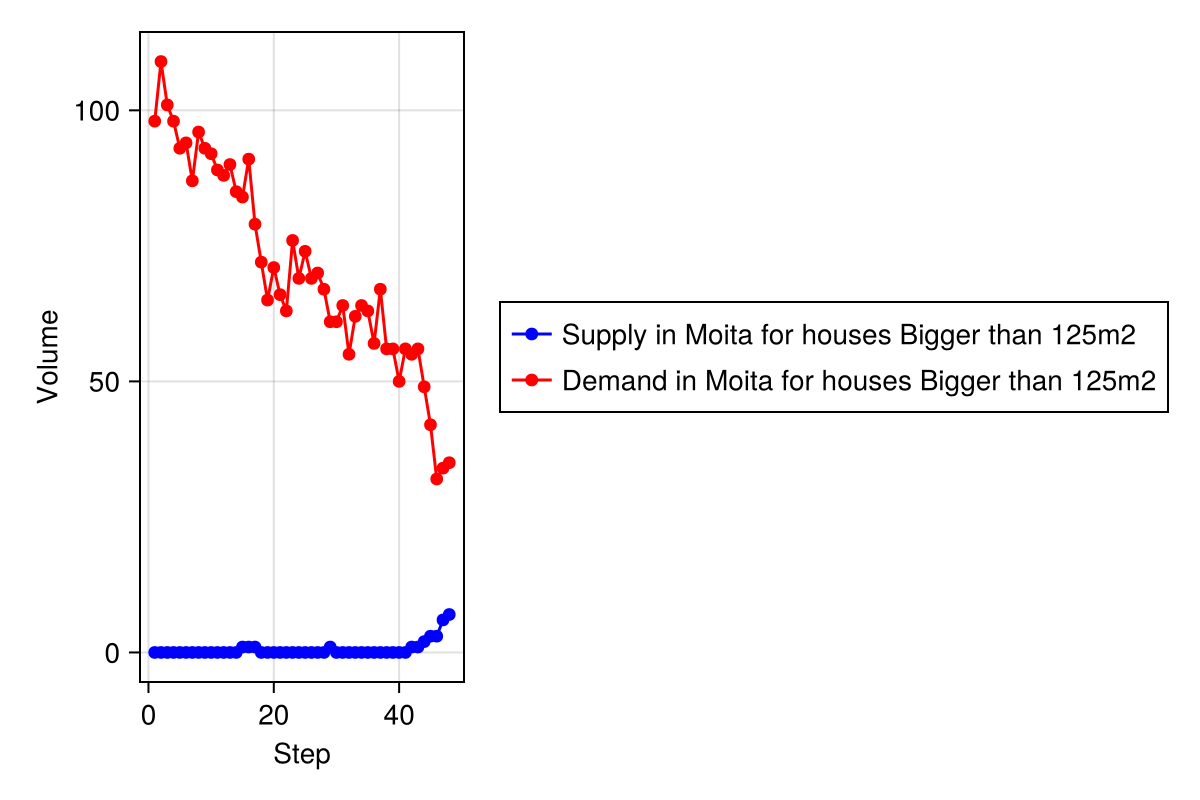 100
50
0
Volume
0 20 40
Step
Supply in Moita for houses Bigger than 125m2
Demand in Moita for houses Bigger than 125m2